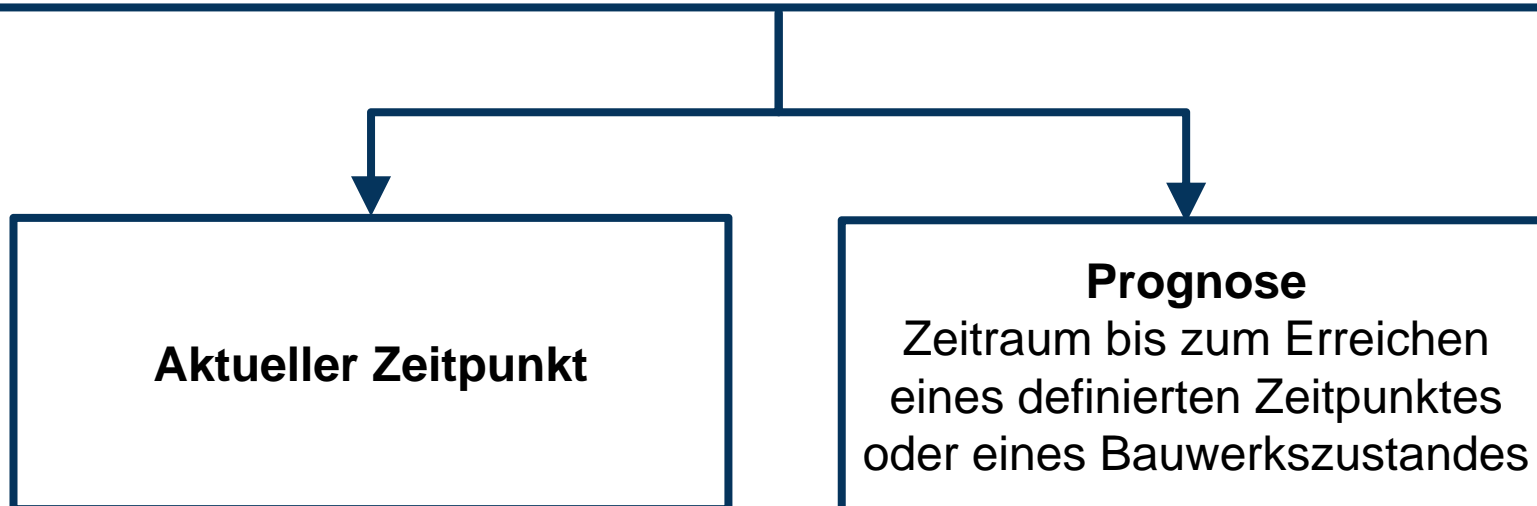 Aktueller Zeitpunkt
Prognose
Zeitraum bis zum Erreichen
eines definierten Zeitpunktes
oder eines Bauwerkszustandes